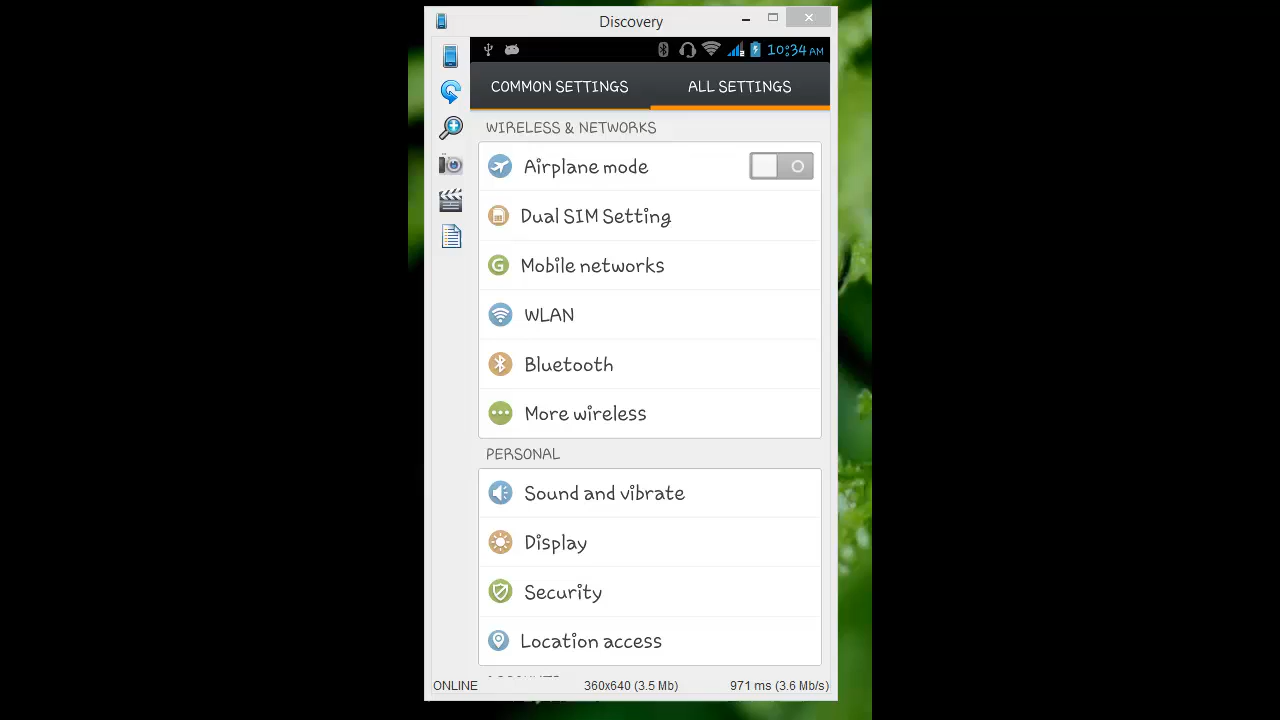 Discovery
10:34 AM
COMMON SETTINGS
ALL SETTINGS
WIRELESS & NETWORKS
Airplane mode
Dual SIM Setting
Mobile networks
WLAN
Bluetooth
More wireless
PERSONAL
Sound and vibrate
Display
Security
Location access
ONLINE
360x640 (3.5 Mb)
971 ms (3.6 Mb/s)